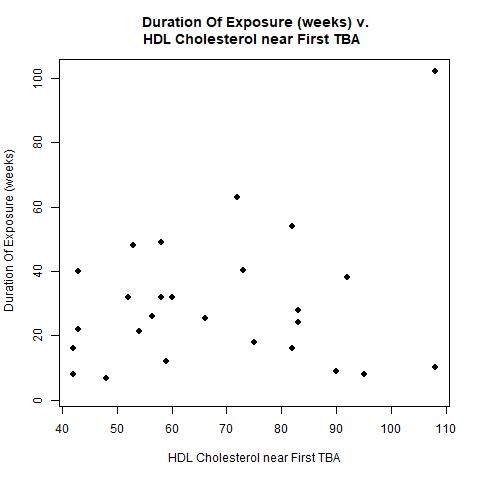 Duration Of Exposure (weeks) v.
HDL Cholesterol near First TBA
Duration Of Exposure (weeks)
100
80
60
40
20
0
40 50 60 70 80 90 100 110
HDL Cholesterol near First TBA